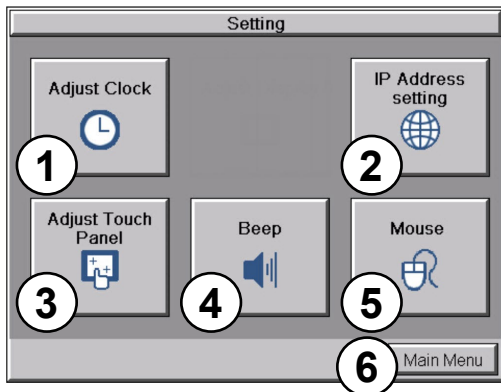 Setting
Adjust Clock
1
IP Address
setting
2
Adjust Touch
Panel
3
Beep
4
Mouse
5
6
Main Menu